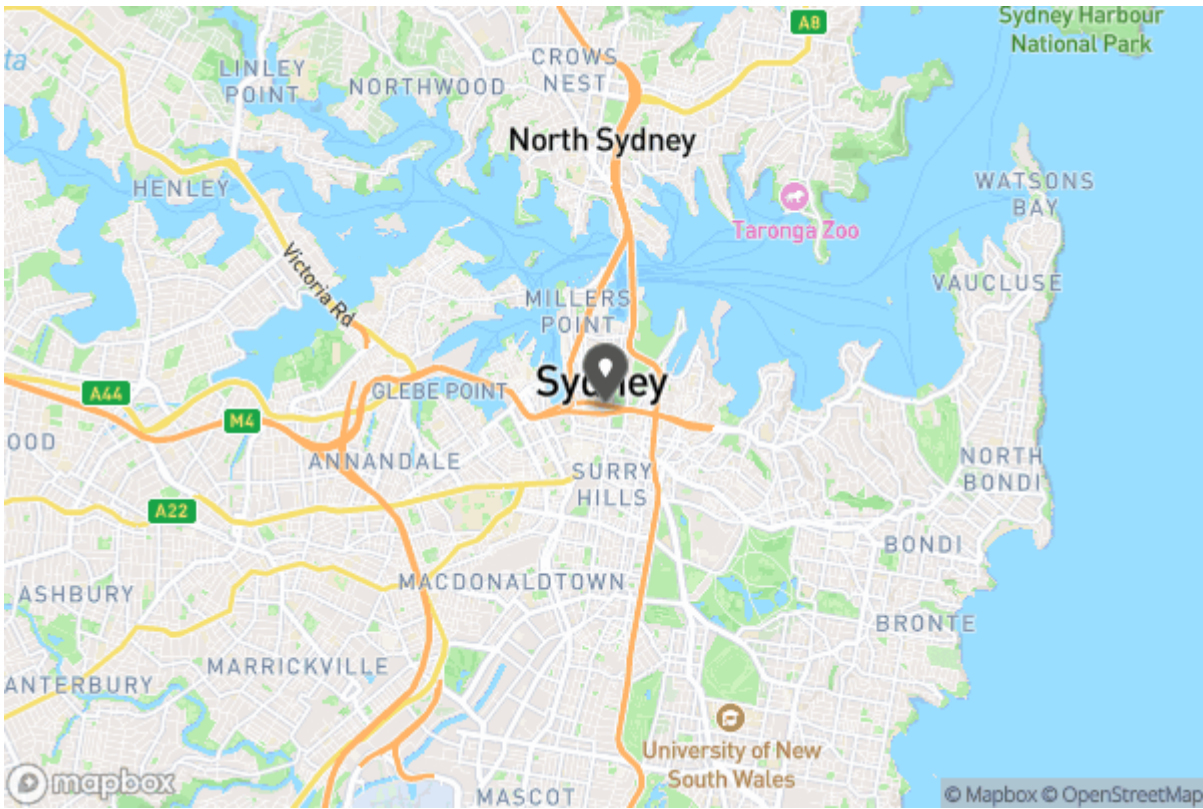 Sydney Harbour
National Park
A8
CROWS
NEST
LINLEY
POINT
NORTHWOOD
North Sydney
HENLEY
WATSONS
BAY
Taronga Zoo
Victoria Rd
VAUCLUSE
MILLERS
POINT
Sydney
A44
GLEBE POINT
M4
OOD
ANNANDALE
SURRY
HILLS
NORTH
BONDI
A22
BONDI
MACDONALDTOWN
ASHBURY
BRONTE
MARRICKVILLE
ANTERBURY
University of New
South Wales
MASCOT
mapbox
© Mapbox © OpenStreetMap